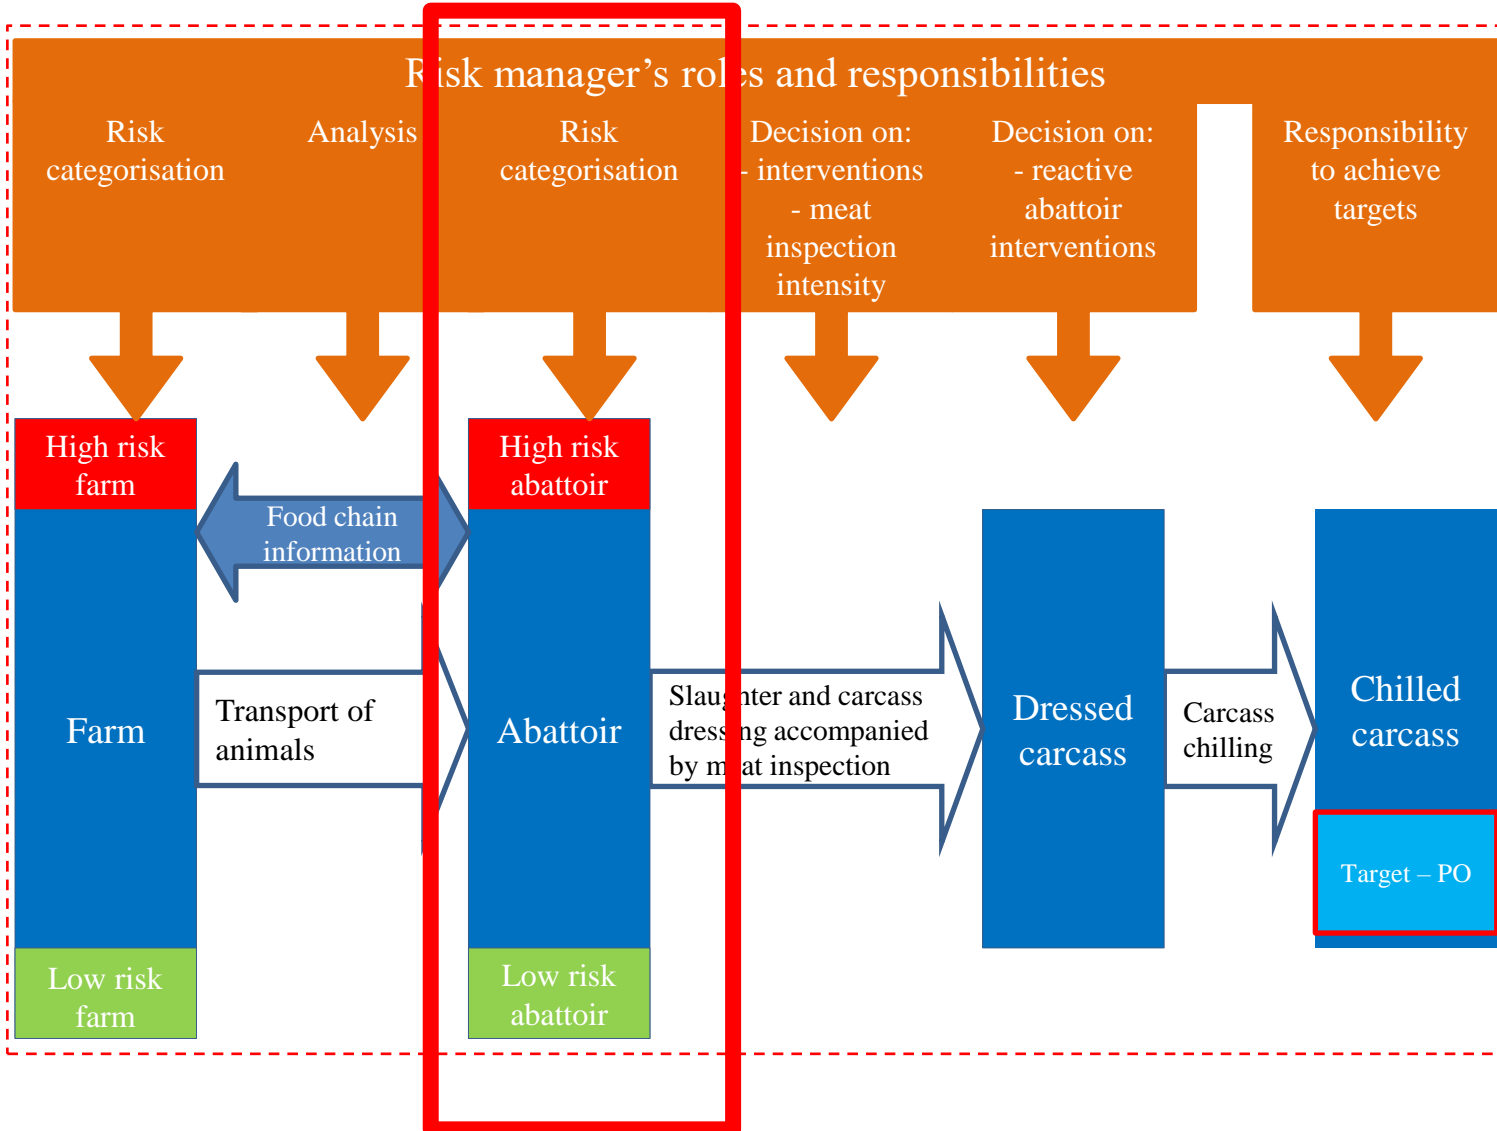 Risk manager's roles and responsibilities
Risk
categorisation
Analysis
Risk
categorisation
Decision on:
- interventions
- meat
inspection
intensity
Decision on:
- reactive
abattoir
interventions
Responsibility
to achieve
targets
High risk
farm
Food chain
information
High risk
abattoir
Farm
Transport of
animals
Abattoir
Slaughter and carcass
dressing accompanied
by meat inspection
Dressed
carcass
Carcass
chilling
Chilled
carcass
Target – PO
Low risk
farm
Low risk
abattoir